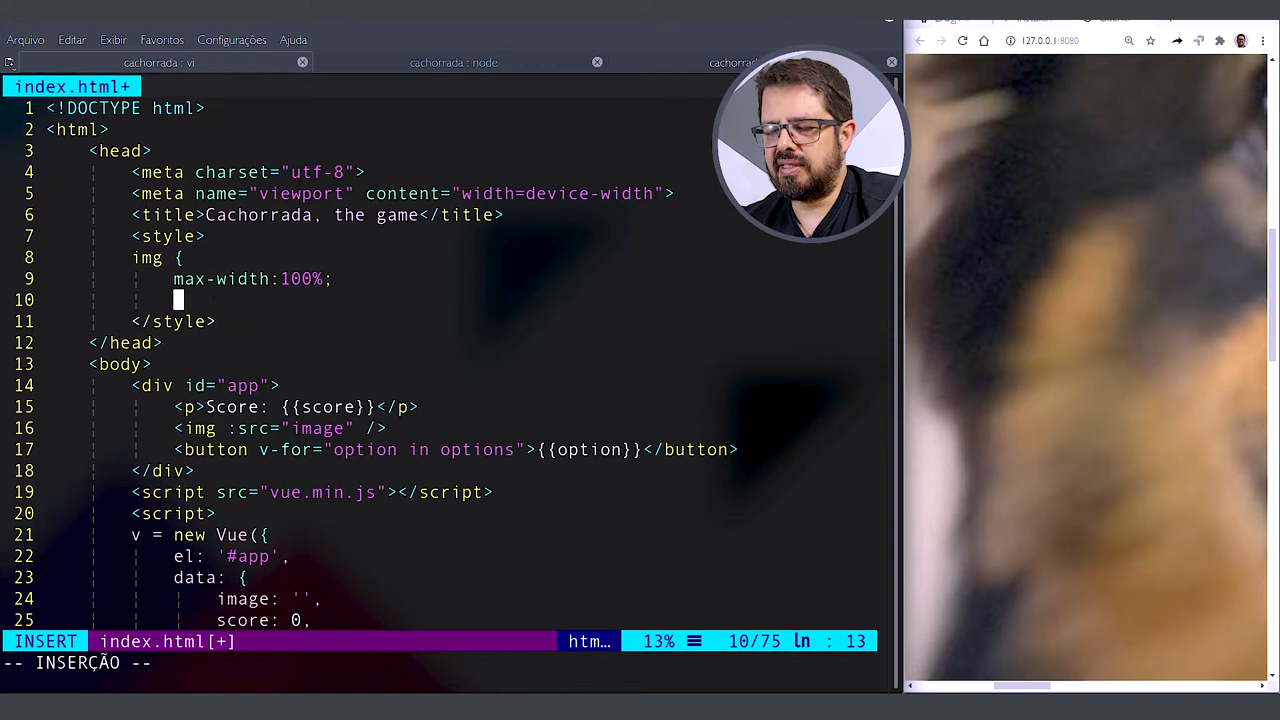 Arquivo Editar Exibir Favoritos Configurações Ajuda
cachorrada : vi
cachorrada : node
127.0.0.1:8080
index.html+
1 <!DOCTYPE html>
2 <html>
3 <head>
4 <meta charset="utf-8">
5 <meta name="viewport" content="width=device-width">
6 <title>Cachorrada, the game</title>
7 <style>
8 img {
9 max-width:100%;
10
11 </style>
12 </head>
13 <body>
14 <div id="app">
15 <p>Score: {{score}}</p>
16 <img :src="image" />
17 <button v-for="option in options">{{option}}</button>
18 </div>
19 <script src="vue.min.js"></script>
20 <script>
21 v = new Vue({
22 el: '#app',
23 data: {
24 image: '',
25 score: 0,
INSERT index.html[+] htm… 13% ☰ 10/75 ln : 13
-- INSERÇÃO --